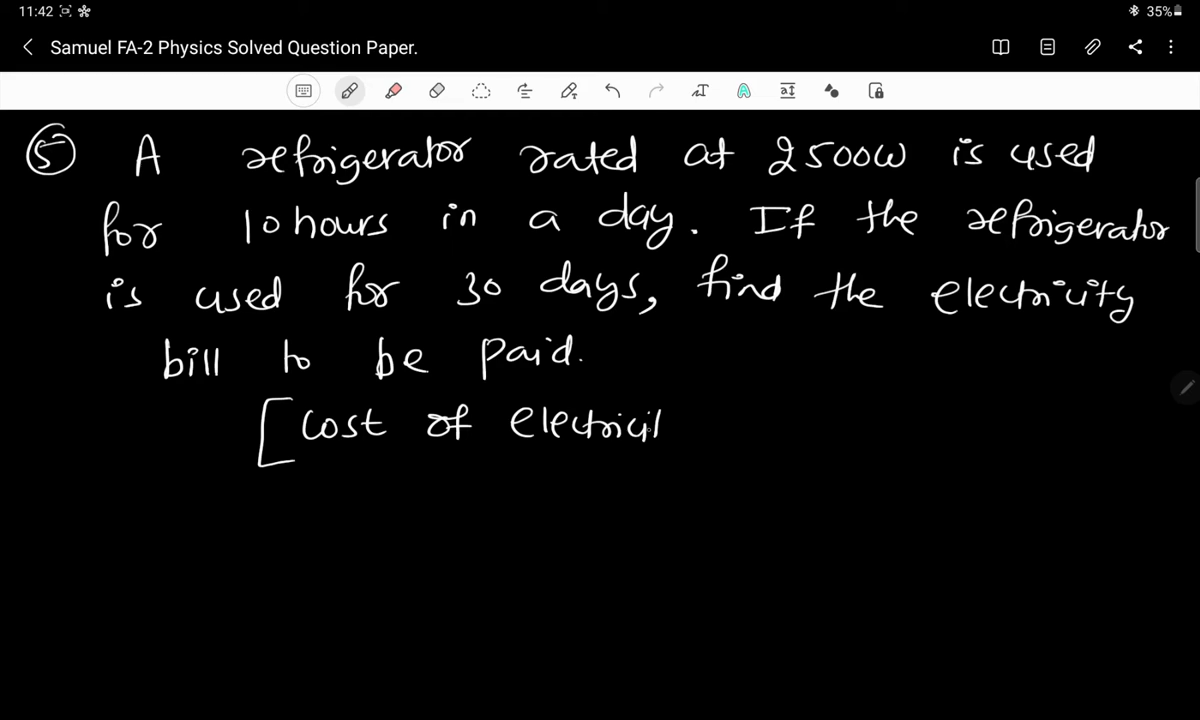 11:42 35%
Samuel FA-2 Physics Solved Question Paper.
⑤ A refrigerator rated at 2500W is used
for 10 hours in a day. If the refrigerator
is used for 30 days, find the electricity
bill to be paid.
[cost of electricit